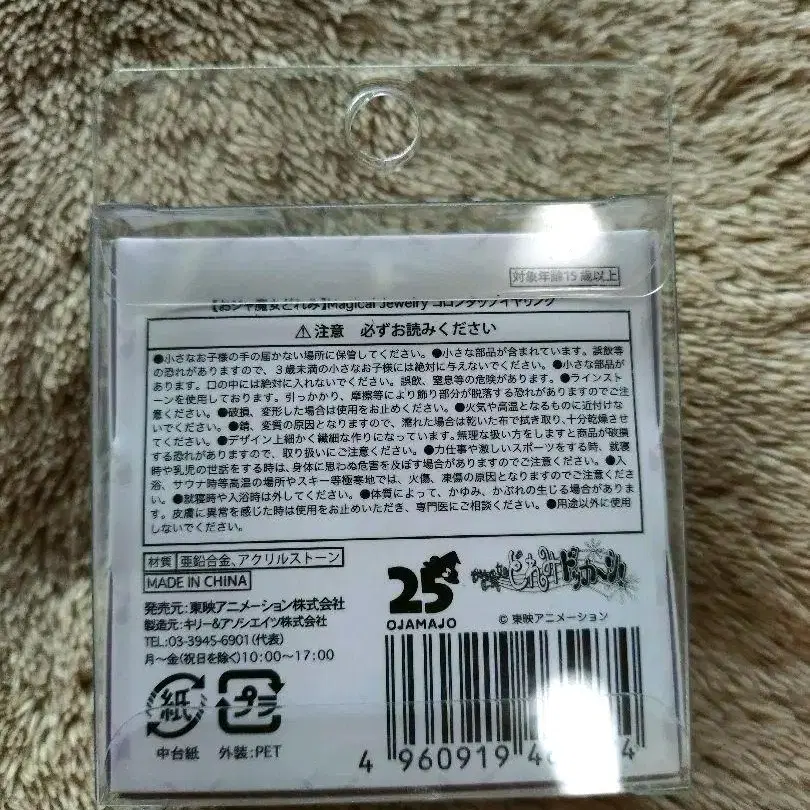 対象年齢15歳以上
【おジャ魔女どれみ】Magical Jewelry コロンタップイヤリング
⚠注意 必ずお読みください
●小さなお子様の手の届かない場所に保管してください。●小さな部品が含まれています。誤飲等
の恐れがありますので、3歳未満の小さなお子様には絶対に与えないでください。●小さな部品が
あります。口の中には絶対に入れないでください。誤飲、窒息等の危険があります。●ラインスト
ーンを使用しております。引っかかり、摩擦等により飾り部分が脱落する恐れがありますのでご注
意ください。●破損、変形した場合は使用をお止めください。●火気や高温となるものに近付けな
いでください。●錆、変質の原因となりますので、濡れた場合は乾いた布で拭き取り、十分乾燥させ
てください。●デザイン上細かく繊細な作りになっています。無理な扱い方をしますと商品が破損
する恐れがありますので、取り扱いにご注意ください。●力仕事や激しいスポーツをする時、就寝
時や乳児の世話をする時は、身体に思わぬ危害を及ぼす場合がありますのでご注意ください。●入
浴、サウナ時等高温の場所やスキー等極寒地では、火傷、凍傷の原因となりますのでご注意くださ
い。●就寝時や入浴時は外してください。●体質によって、かゆみ、かぶれの生じる場合がありま
す。皮膚に異常を感じた時は使用をお止めいただき、専門医にご相談ください。●用途以外に使用
しないでください。
材質 亜鉛合金、アクリルストーン
MADE IN CHINA
発売元:東映アニメーション株式会社
製造元:キリー&アソシエイツ株式会社
TEL:03-3945-6901(代表)
月〜金(祝日を除く)10:00〜17:00
25
OJAMAJO
おジャ魔女どれみドッカ〜ン!
© 東映アニメーション
紙
プラ
中台紙 外装:PET
4 960919